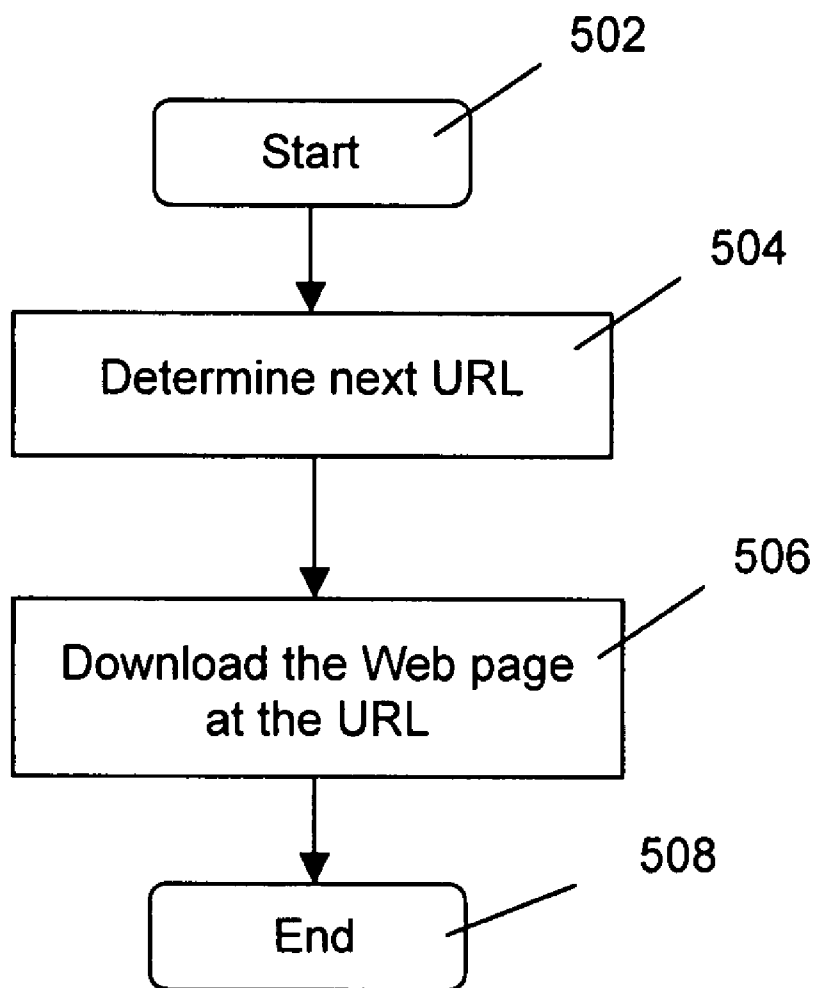 502
Start
504
Determine next URL
506
Download the Web page
at the URL
508
End